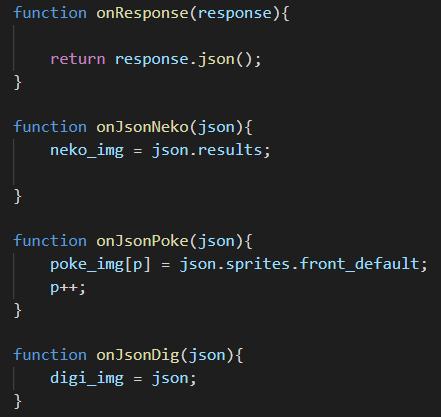 function onResponse(response){
return response.json();
}
function onJsonNeko(json){
neko_img = json.results;
}
function onJsonPoke(json){
poke_img[p] = json.sprites.front_default;
p++;
}
function onJsonDig(json){
digi_img = json;
}